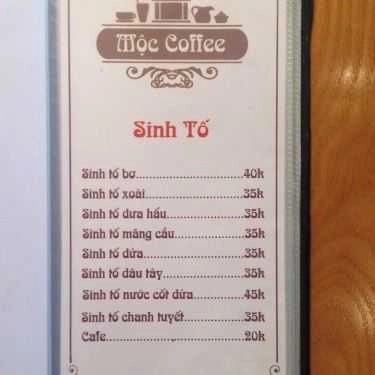 Mộc Coffee
Sinh Tố
Sinh tố bơ..............................40k
Sinh tố xoài............................35k
Sinh tố dưa hấu.....................35k
Sinh tố mãng cầu...................35k
Sinh tố dừa............................35k
Sinh tố dâu tây......................35k
Sinh tố nước cốt dừa............45k
Sinh tố chanh tuyết...............35k
Cafe.......................................20k